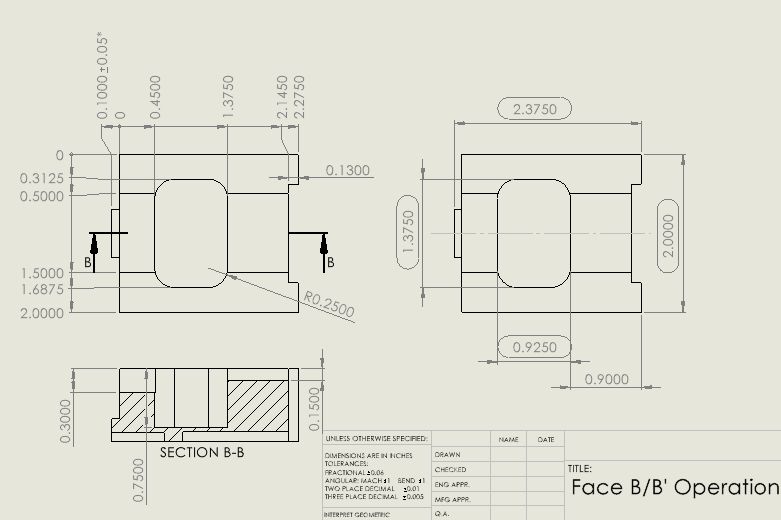 0.1000±0.05*
0
0.4500
1.3750
2.1450
2.2750
2.3750
0
0.3125
0.5000
0.1300
1.3750
2.0000
B
B
1.5000
1.6875
2.0000
R0.2500
0.9250
0.9000
0.3000
0.7500
0.1500
SECTION B-B
UNLESS OTHERWISE SPECIFIED:
DIMENSIONS ARE IN INCHES
TOLERANCES:
FRACTIONAL ±0.06
ANGULAR: MACH ±1 BEND ±1
TWO PLACE DECIMAL ±0.01
THREE PLACE DECIMAL ±0.005
INTERPRET GEOMETRIC
NAME DATE
DRAWN
CHECKED
ENG APPR.
MFG APPR.
Q.A.
TITLE:
Face B/B' Operation